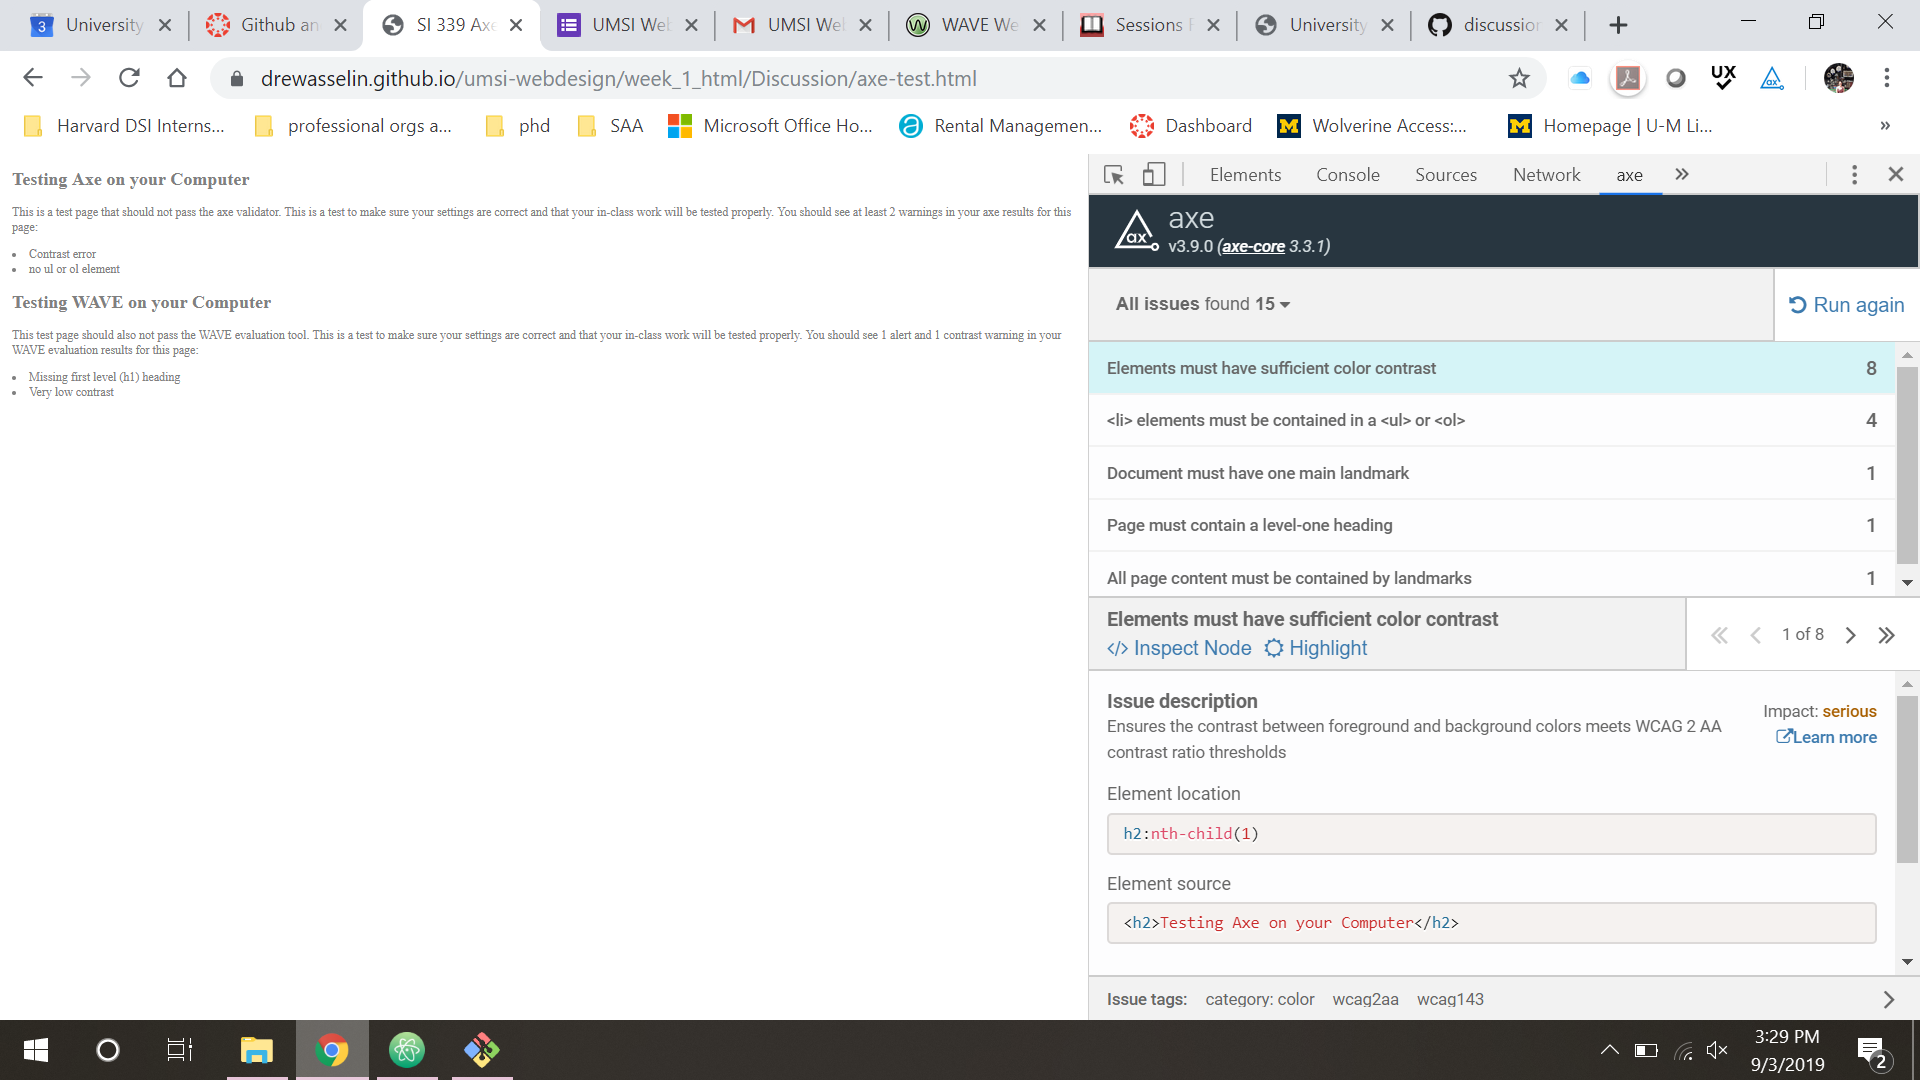 University
Github an
SI 339 Axe
UMSI Web
UMSI Wel
WAVE We
Sessions F
University
discussion
drewasselin.github.io/umsi-webdesign/week_1_html/Discussion/axe-test.html
UX
ax
Harvard DSI Interns...
professional orgs a...
phd
SAA
Microsoft Office Ho...
Rental Managemen...
Dashboard
Wolverine Access:...
Homepage | U-M Li...
»
Testing Axe on your Computer
This is a test page that should not pass the axe validator. This is a test to make sure your settings are correct and that your in-class work will be tested properly. You should see at least 2 warnings in your axe results for this
page:
• Contrast error
• no ul or ol element
Testing WAVE on your Computer
This test page should also not pass the WAVE evaluation tool. This is a test to make sure your settings are correct and that your in-class work will be tested properly. You should see 1 alert and 1 contrast warning in your
WAVE evaluation results for this page:
• Missing first level (h1) heading
• Very low contrast
Elements Console Sources Network axe »
ax
axe
v3.9.0 (axe-core 3.3.1)
All issues found 15
Run again
Elements must have sufficient color contrast 8
<li> elements must be contained in a <ul> or <ol> 4
Document must have one main landmark 1
Page must contain a level-one heading 1
All page content must be contained by landmarks 1
Elements must have sufficient color contrast
</> Inspect Node Highlight
1 of 8
Issue description
Ensures the contrast between foreground and background colors meets WCAG 2 AA
contrast ratio thresholds
Impact: serious
Learn more
Element location
h2:nth-child(1)
Element source
<h2>Testing Axe on your Computer</h2>
Issue tags: category: color wcag2aa wcag143
3:29 PM
9/3/2019
2